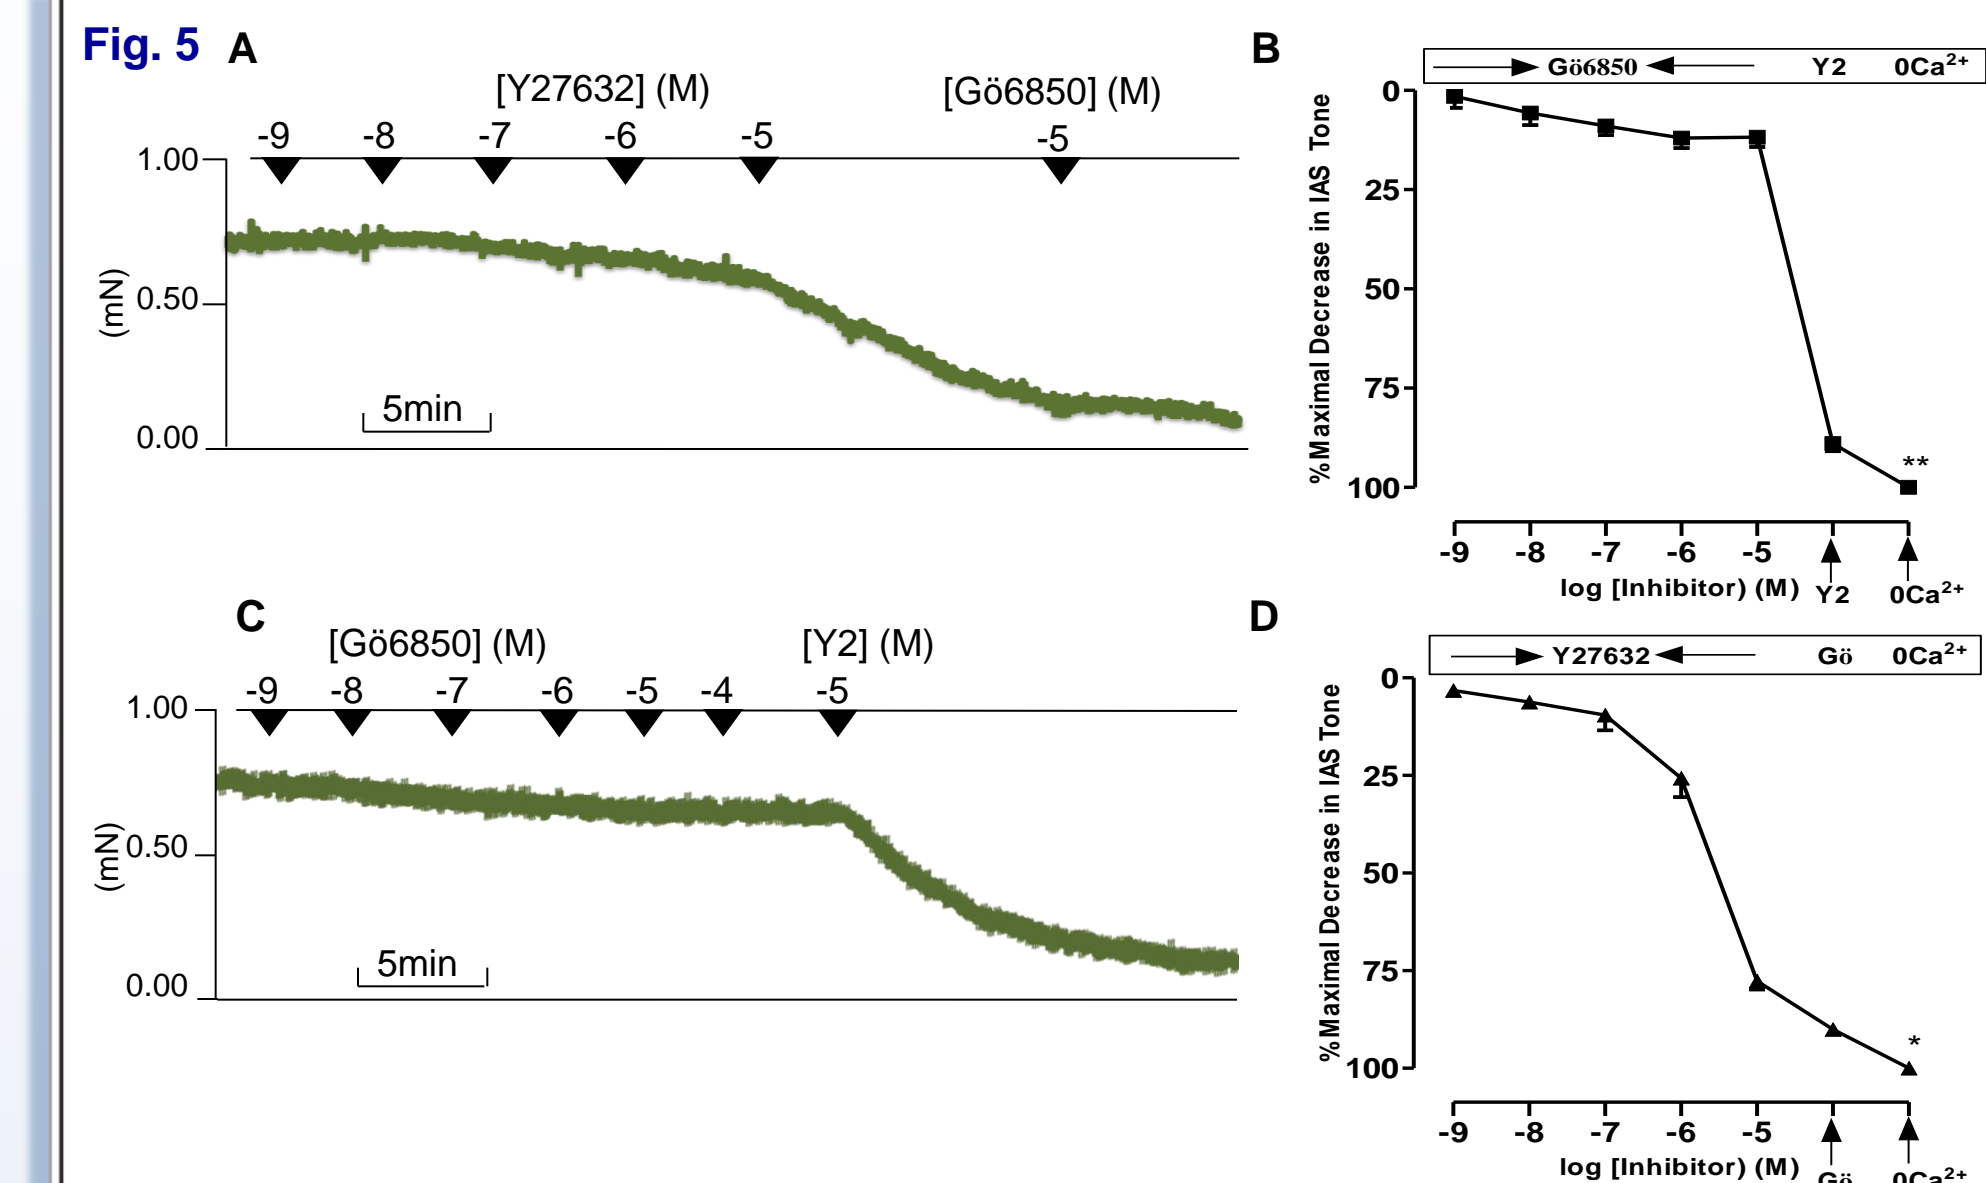 Fig. 5
A
[Y27632] (M)
[Gö6850] (M)
-9 -8 -7 -6 -5 -5
1.00
0.50
0.00
(mN)
5min
B
Gö6850 Y2 0Ca²⁺
0
25
50
75
100
%Maximal Decrease in IAS Tone
**
-9 -8 -7 -6 -5
log [Inhibitor) (M) Y2 0Ca²⁺
C
[Gö6850] (M)
[Y2] (M)
-9 -8 -7 -6 -5 -4 -5
1.00
0.50
0.00
(mN)
5min
D
Y27632 Gö 0Ca²⁺
0
25
50
75
100
%Maximal Decrease in IAS Tone
*
-9 -8 -7 -6 -5
log [Inhibitor) (M) Gö 0Ca²⁺